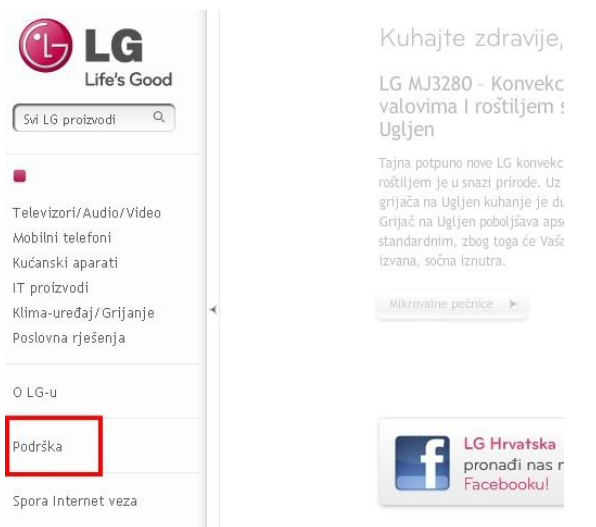 LG
Life's Good
Svi LG proizvodi
Televizori/Audio/Video
Mobilni telefoni
Kućanski aparati
IT proizvodi
Klima-uređaj/Grijanje
Poslovna rješenja
O LG-u
Podrška
Spora Internet veza
Kuhajte zdravije,
LG MJ3280 - Konvekc
valovima I roštiljem s
Ugljen
Tajna potpuno nove LG konvekc
roštiljem je u snazi prirode. Uz
grijača na Ugljen kuhanje je du
Grijač na Ugljen poboljšava apso
standardnim, zbog toga će Vaša
izvana, sočna iznutra.
Mikrovalne pećnice
LG Hrvatska
pronađi nas
Facebooku!